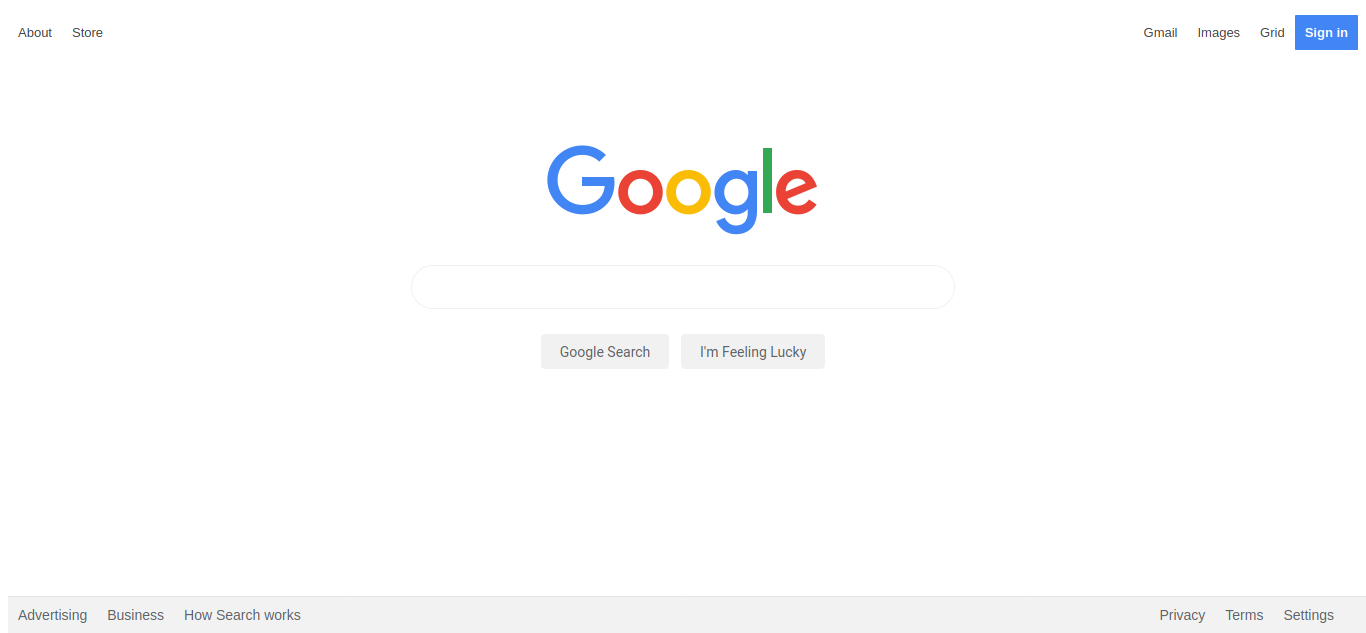 About Store Gmail Images Grid Sign in
Google
Google Search I'm Feeling Lucky
Advertising Business How Search works Privacy Terms Settings